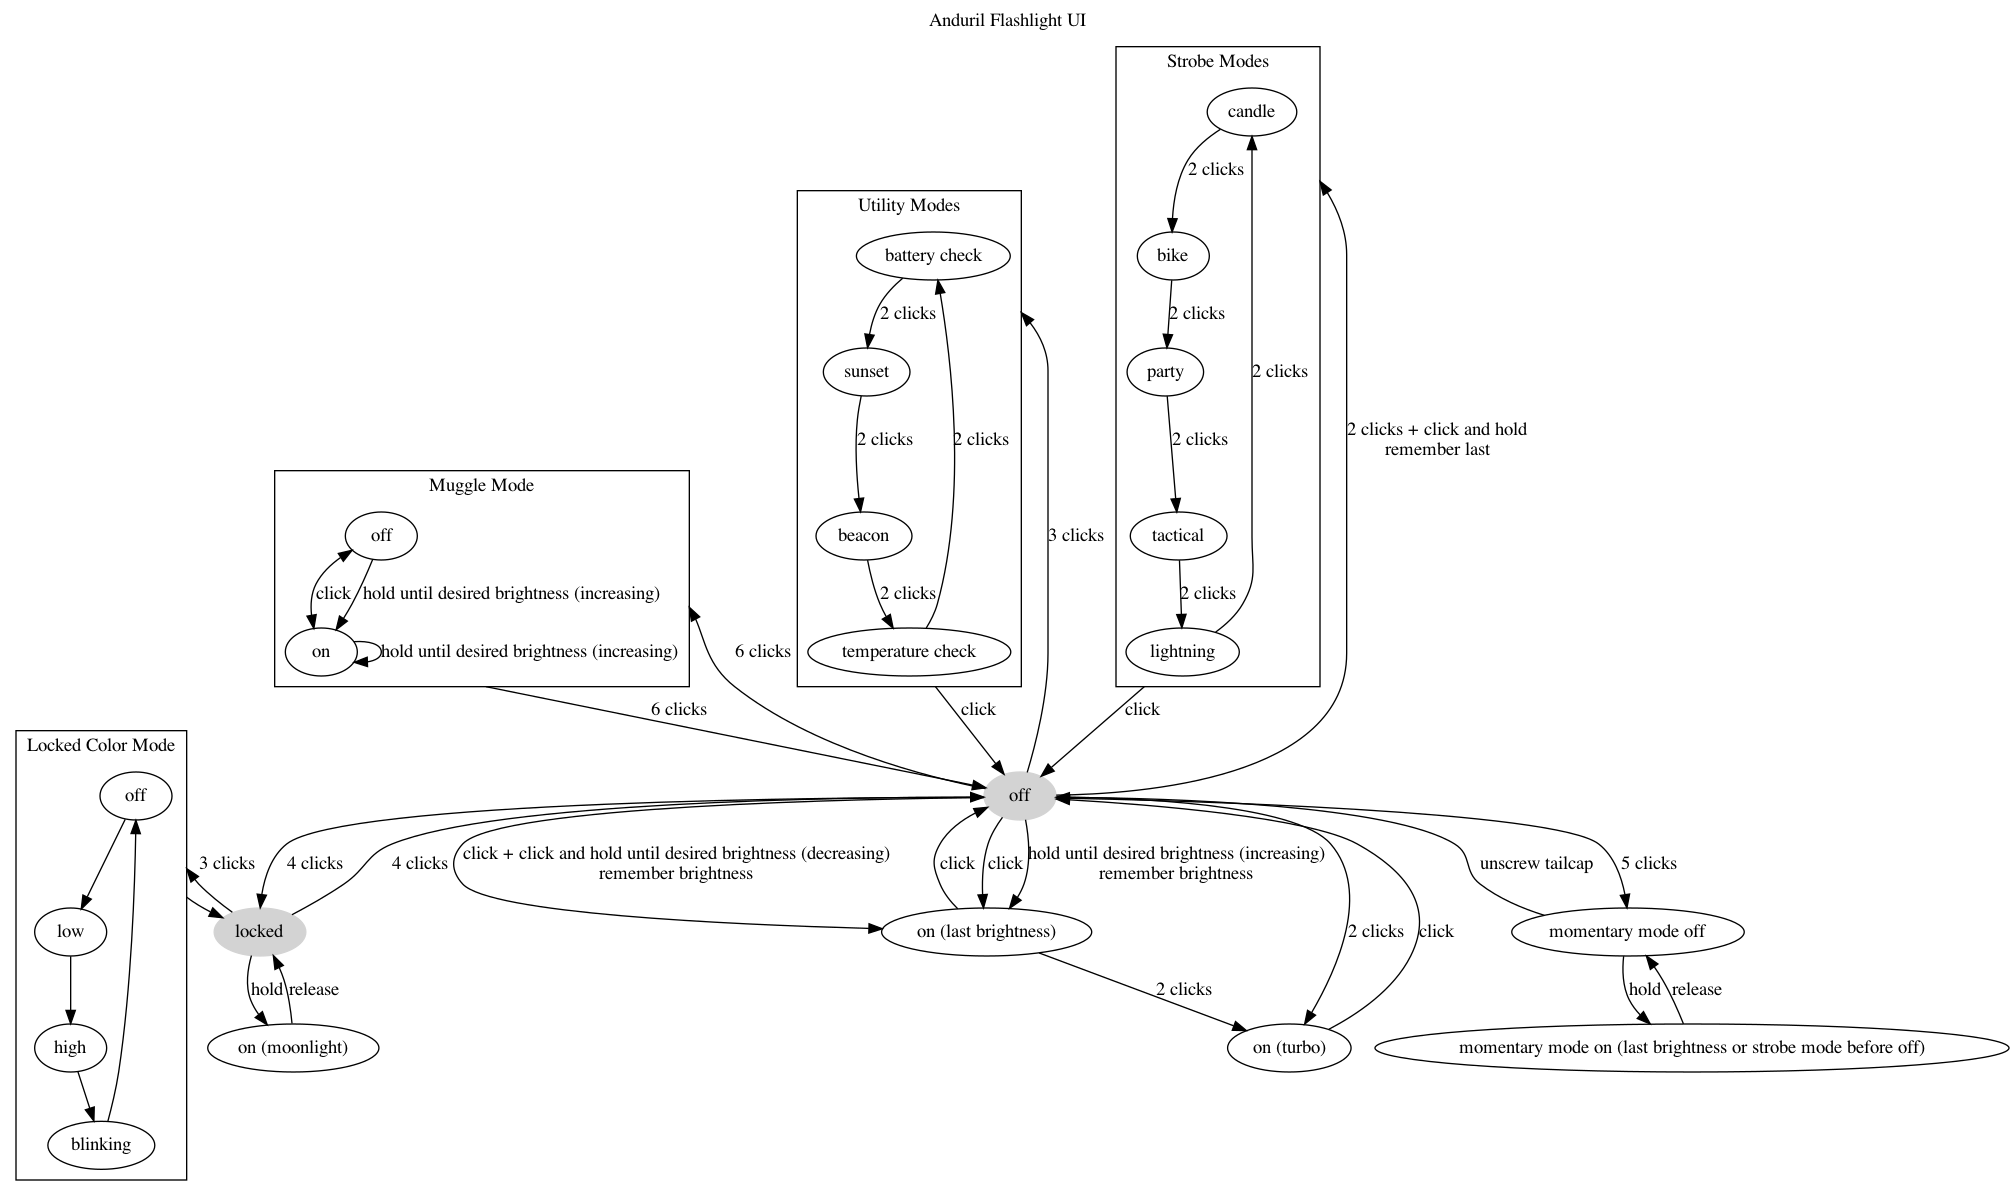 Anduril Flashlight UI
Strobe Modes
candle
2 clicks
bike
2 clicks
party
2 clicks
2 clicks
tactical
2 clicks
lightning
2 clicks + click and hold
remember last
Utility Modes
battery check
2 clicks
sunset
2 clicks
2 clicks
beacon
2 clicks
temperature check
3 clicks
Muggle Mode
off
click
hold until desired brightness (increasing)
on
hold until desired brightness (increasing)
6 clicks
6 clicks
click
click
Locked Color Mode
off
low
high
blinking
off
3 clicks
4 clicks
4 clicks
click + click and hold until desired brightness (decreasing)
remember brightness
click
click
hold until desired brightness (increasing)
remember brightness
unscrew tailcap
5 clicks
locked
on (last brightness)
2 clicks
click
momentary mode off
hold
release
2 clicks
hold
release
on (moonlight)
on (turbo)
momentary mode on (last brightness or strobe mode before off)